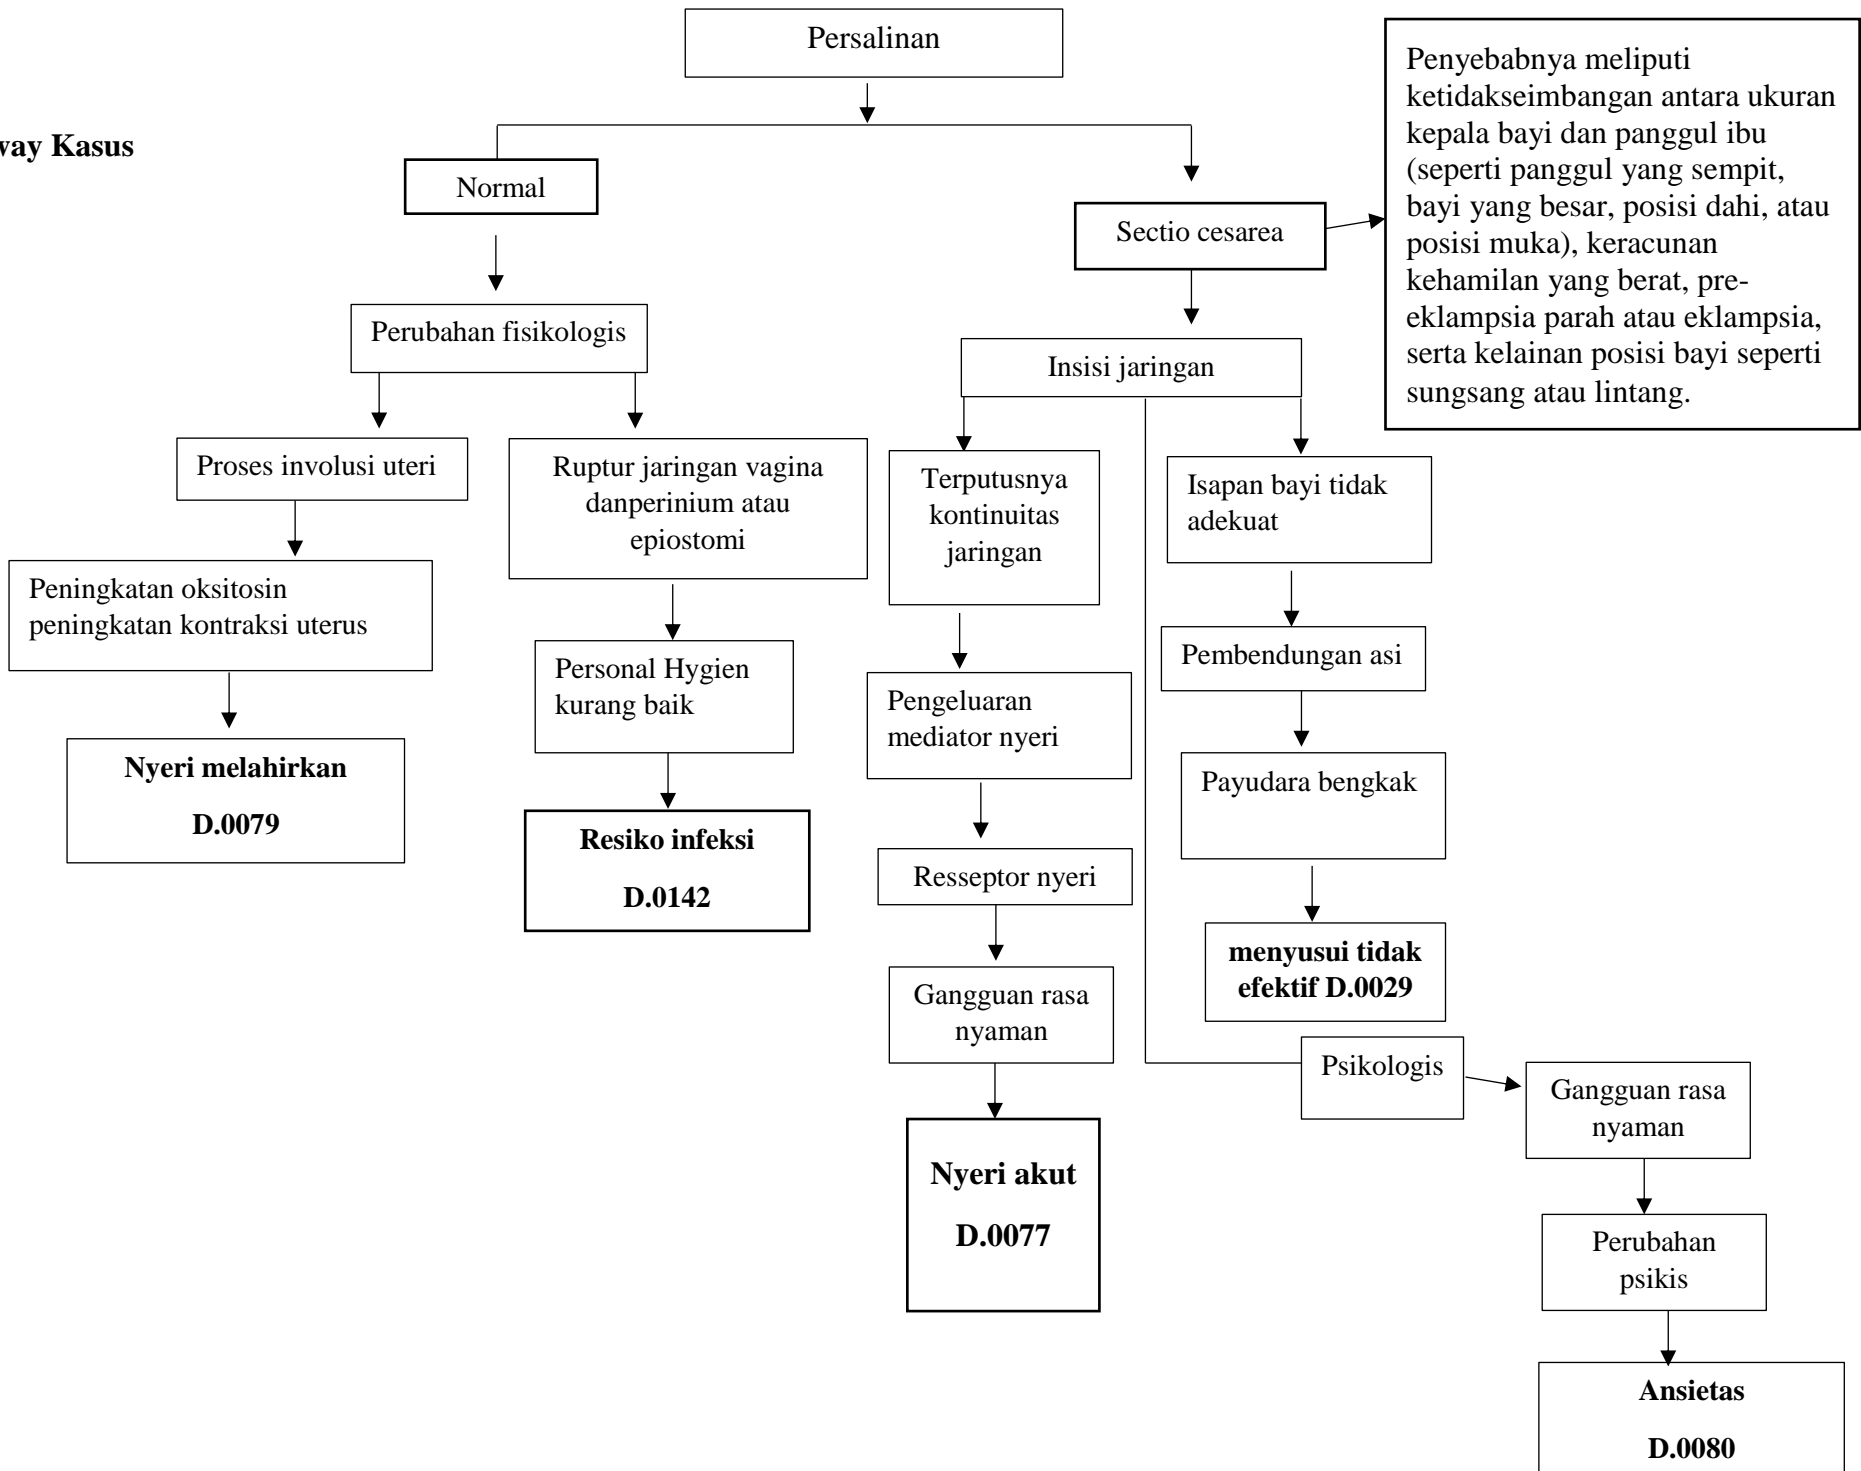 Persalinan
Penyebabnya meliputi
ketidakseimbangan antara ukuran
kepala bayi dan panggul ibu
(seperti panggul yang sempit,
bayi yang besar, posisi dahi, atau
posisi muka), keracunan
kehamilan yang berat, pre-
eklampsia parah atau eklampsia,
serta kelainan posisi bayi seperti
sungsang atau lintang.
way Kasus
Normal
Sectio cesarea
Perubahan fisikologis
Insisi jaringan
Proses involusi uteri
Ruptur jaringan vagina
danperinium atau
epiostomi
Terputusnya
kontinuitas
jaringan
Isapan bayi tidak
adekuat
Peningkatan oksitosin
peningkatan kontraksi uterus
Personal Hygien
kurang baik
Pengeluaran
mediator nyeri
Pembendungan asi
Nyeri melahirkan
D.0079
Resiko infeksi
D.0142
Resseptor nyeri
Payudara bengkak
Gangguan rasa
nyaman
menyusui tidak
efektif D.0029
Nyeri akut
D.0077
Psikologis
Gangguan rasa
nyaman
Perubahan
psikis
Ansietas
D.0080